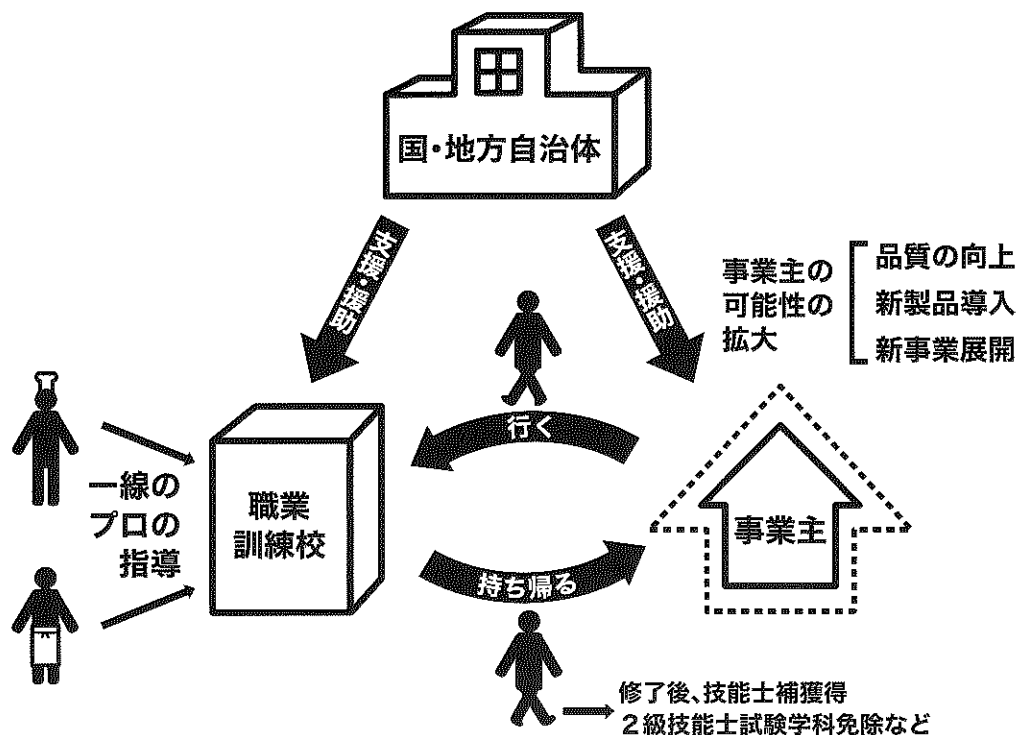 国・地方自治体
支援・援助
支援・援助
事業主の
可能性の
拡大
品質の向上
新製品導入
新事業展開
行く
一線の
プロの
指導
職業
訓練校
事業主
持ち帰る
修了後、技能士補獲得
2級技能士試験学科免除など